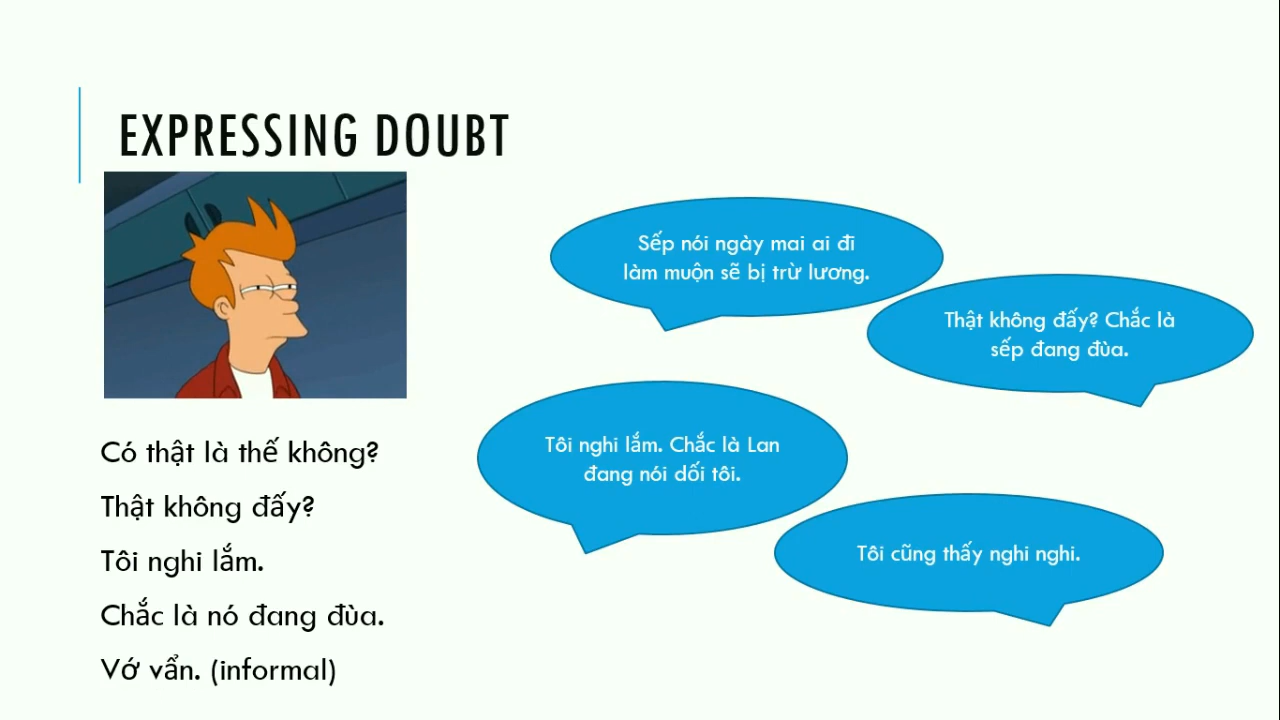 EXPRESSING DOUBT
Có thật là thế không?
Thật không đấy?
Tôi nghi lắm.
Chắc là nó đang đùa.
Vớ vẩn. (informal)
Sếp nói ngày mai ai đi
làm muộn sẽ bị trừ lương.
Thật không đấy? Chắc là
sếp đang đùa.
Tôi nghi lắm. Chắc là Lan
đang nói dối tôi.
Tôi cũng thấy nghi nghi.